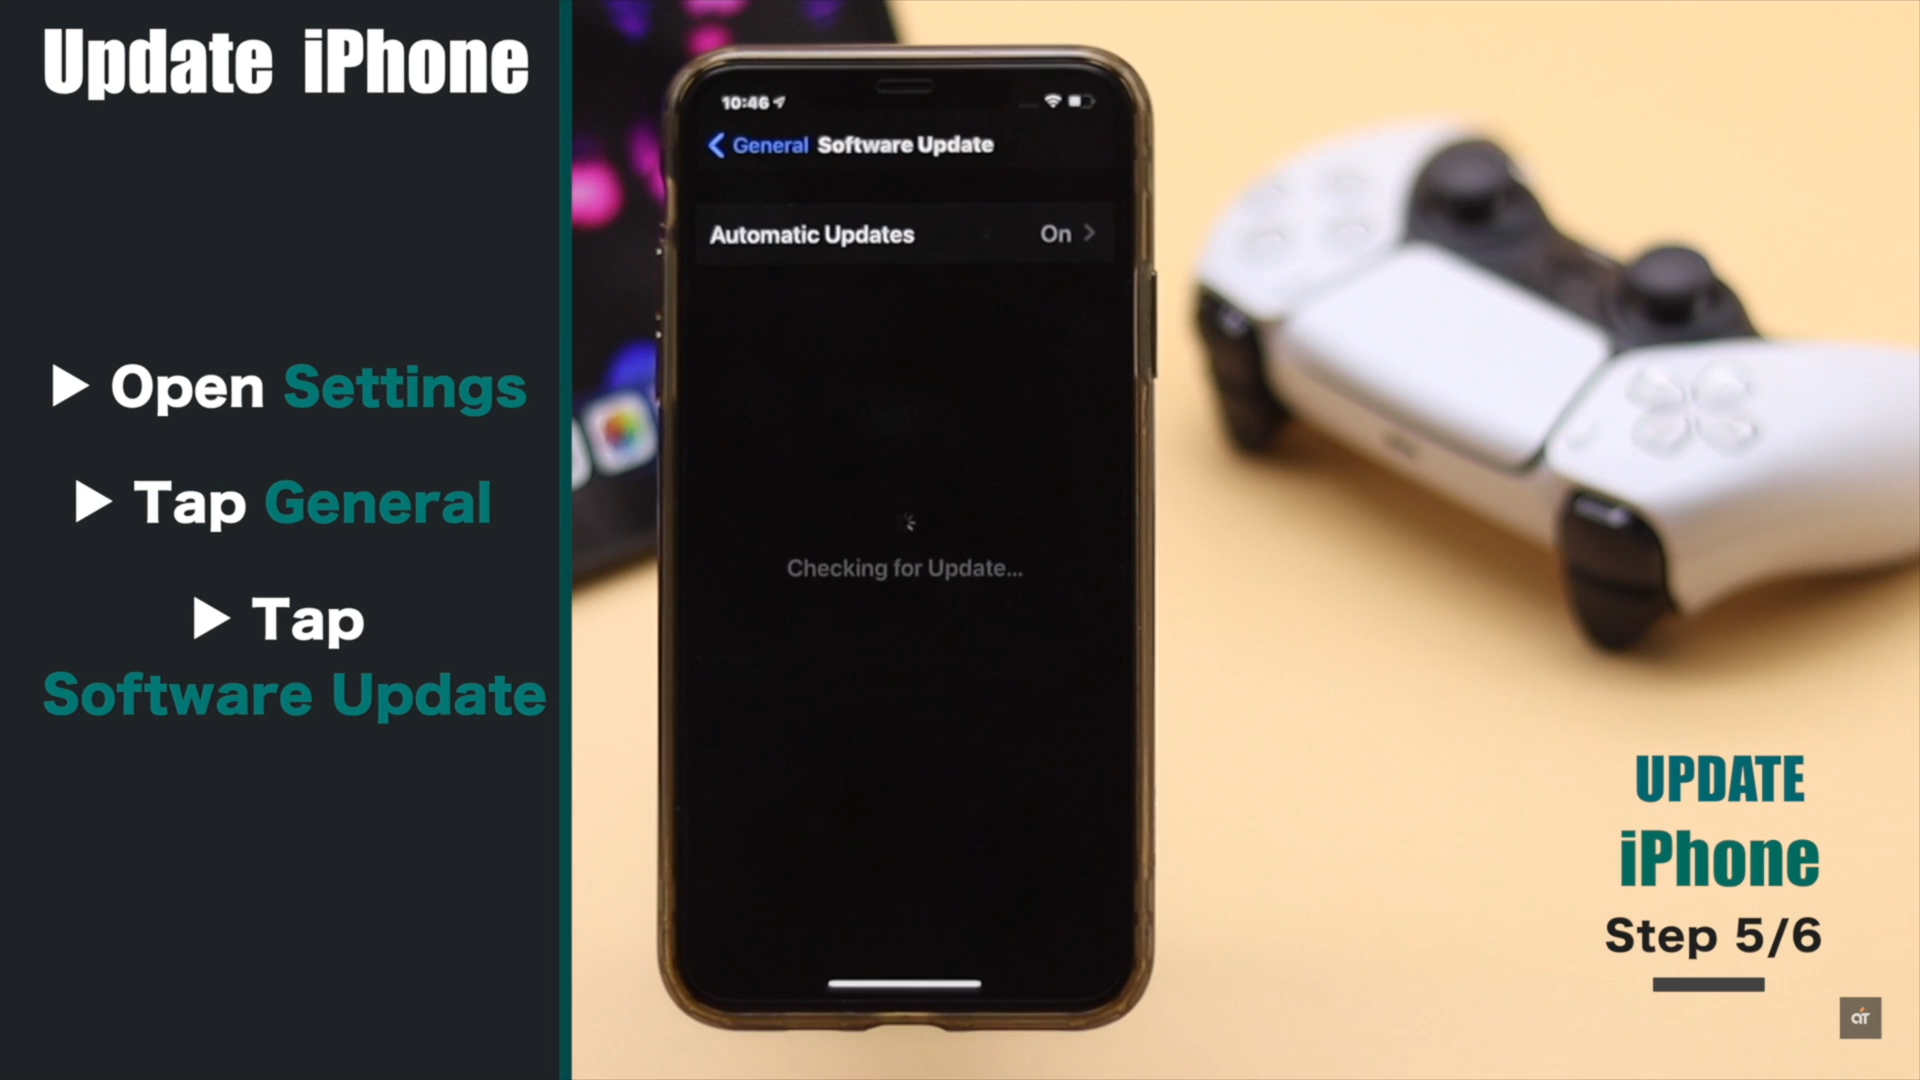 Update iPhone
▶ Open Settings
▶ Tap General
▶ Tap
Software Update
10:46
General Software Update
Automatic Updates On
Checking for Update...
UPDATE
iPhone
Step 5/6
ar